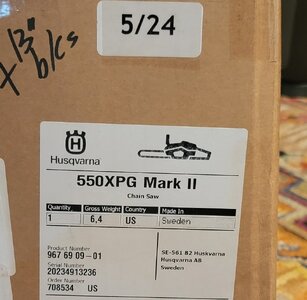 5/24
+ 13"
Husqvarna
550XPG Mark II
Chain Saw
Quantity Gross Weight Country Made in
1 6,4 US Sweden
Product Number
967 69 09-01
Serial Number
20234913236
Order Number
708534 US
SE-561 82 Huskvarna
Husqvarna AB
Sweden